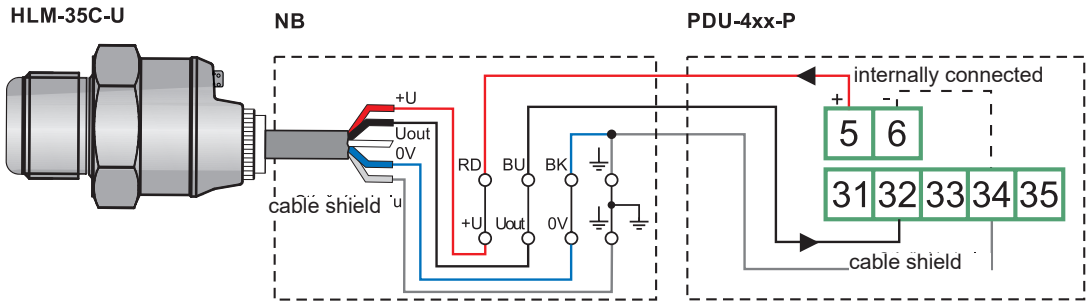 HLM-35C-U
NB
PDU-4xx-P
internally connected
+ -
5 6
+U
Uout
0V
RD BU BK
31 32 33 34 35
cable shield u
+U Uout 0V
cable shield